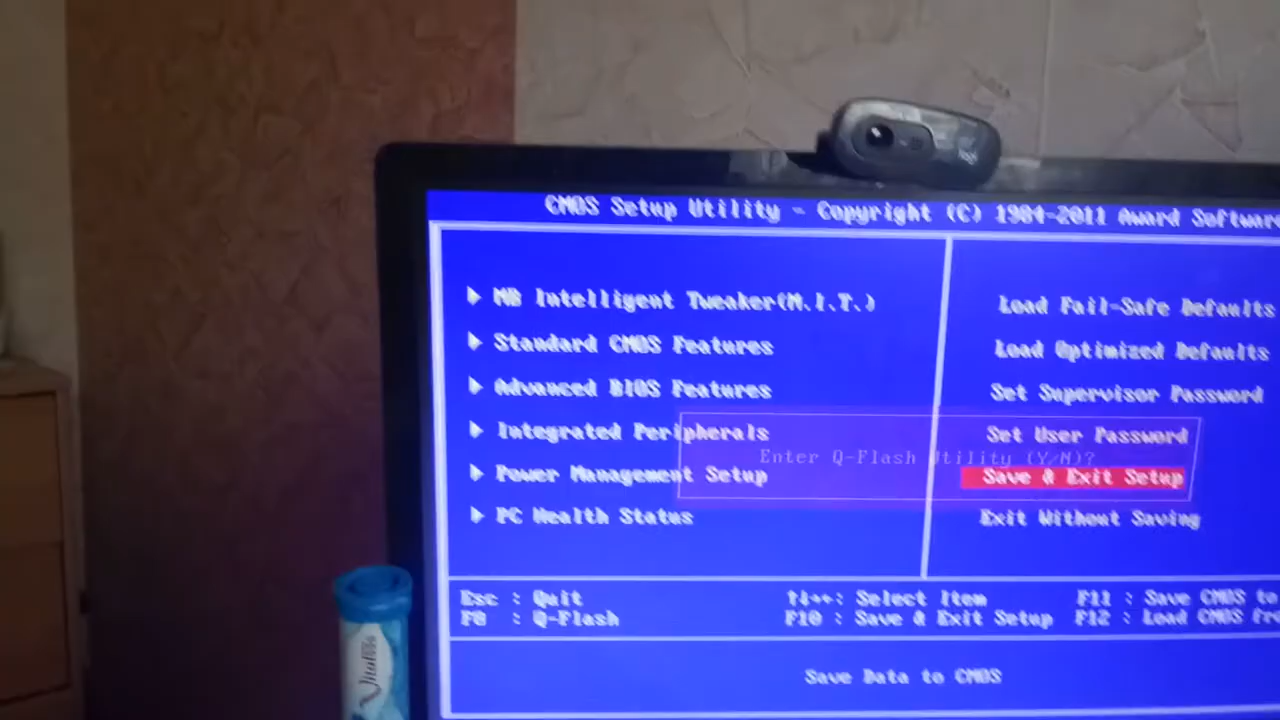 CMOS Setup Utility - Copyright (C) 1984-2011 Award Software
MB Intelligent Tweaker(M.I.T.)
Standard CMOS Features
Advanced BIOS Features
Integrated Peripherals
Power Management Setup
PC Health Status
Load Fail-Safe Defaults
Load Optimized Defaults
Set Supervisor Password
Set User Password
Enter Q-Flash Utility (Y/N)?
Save & Exit Setup
Exit Without Saving
Esc : Quit
↑↓→←: Select Item
F11 : Save CMOS to
F8 : Q-Flash
F10 : Save & Exit Setup
F12 : Load CMOS fro
Save Data to CMOS